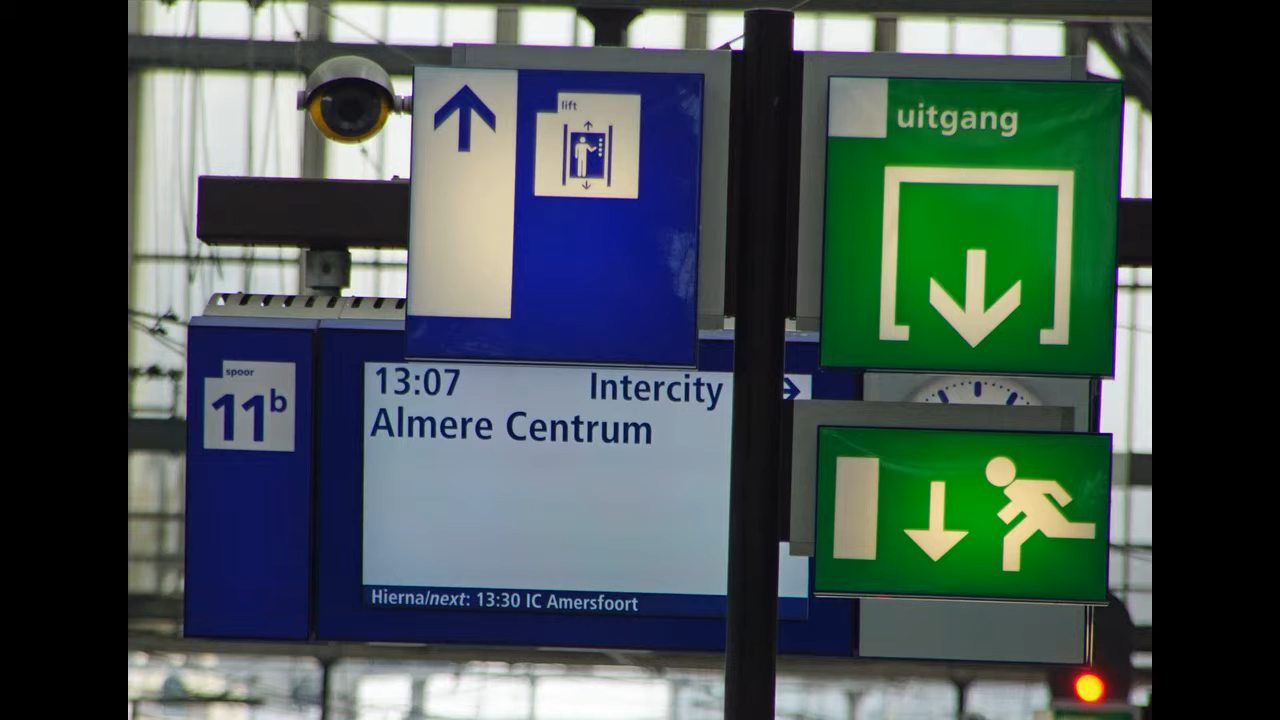 lift
uitgang
spoor
11b
13:07 Intercity
Almere Centrum
Hierna/next: 13:30 IC Amersfoort